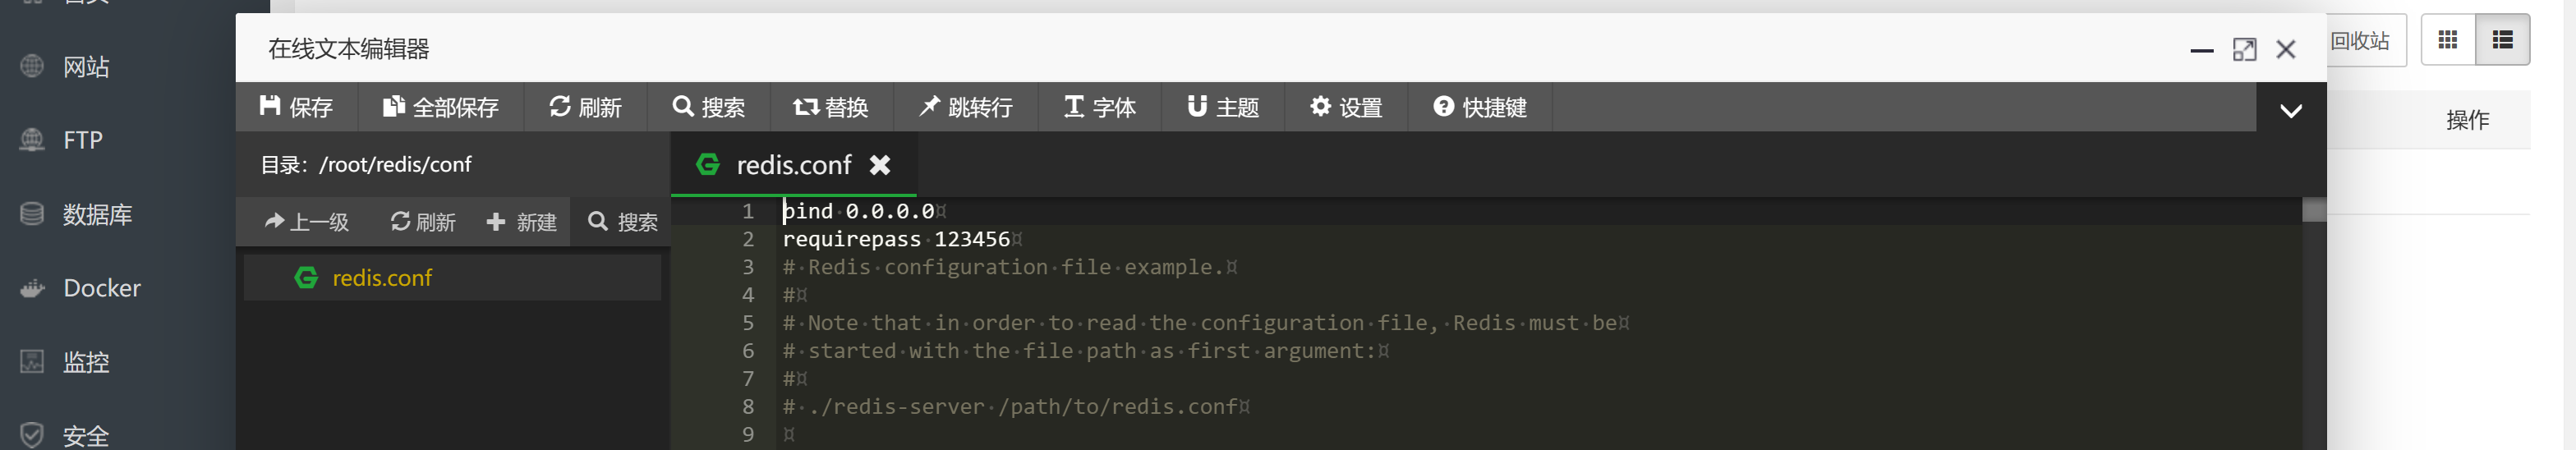 首页
网站
FTP
数据库
Docker
监控
安全
在线文本编辑器
保存 全部保存 刷新 搜索 替换 跳转行 字体 主题 设置 快捷键
目录: /root/redis/conf
上一级 刷新 新建 搜索
redis.conf
redis.conf
1 bind 0.0.0.0
2 requirepass 123456
3 # Redis configuration file example.
4 #
5 # Note that in order to read the configuration file, Redis must be
6 # started with the file path as first argument:
7 #
8 # ./redis-server /path/to/redis.conf
9
回收站
操作